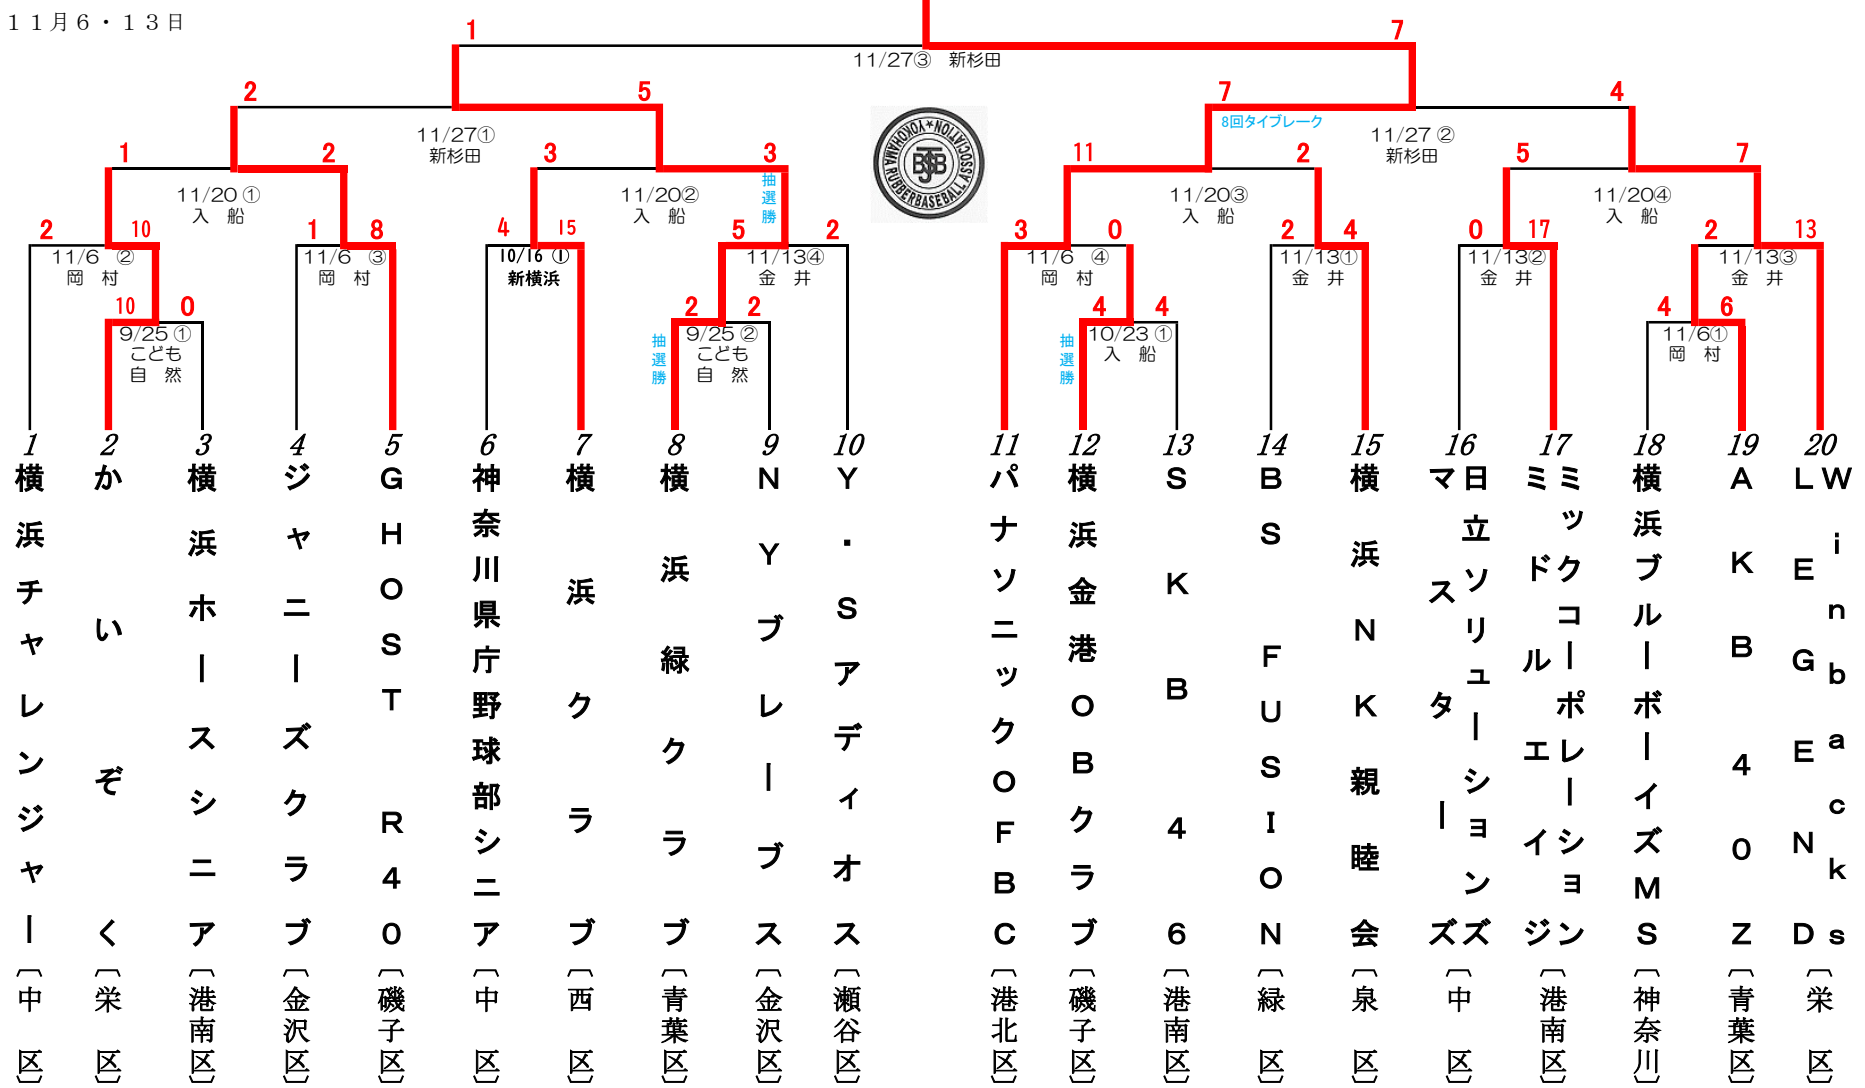 11月6・13日
1
7
11/27③ 新杉田
2
5
7
4
8回タイブレーク
11/27①
新杉田
11/27 ②
新杉田
YOKOHAMA RUBBERBASEBALL ASOCIATION
1
2
3
3
11
2
5
7
抽選勝
11/20 ①
入 船
11/20②
入 船
11/20③
入 船
11/20④
入 船
2
10
1
8
4
15
5
2
3
0
2
4
0
17
2
13
11/6 ②
岡 村
11/6 ③
岡 村
10/16 ①
新横浜
11/13④
金 井
11/6 ④
岡 村
11/13①
金 井
11/13②
金 井
11/13③
金 井
10
0
2
2
4
4
4
6
9/25 ①
こども
自 然
抽選勝
9/25 ②
こども
自 然
抽選勝
10/23 ①
入 船
11/6①
岡 村
1
横浜チャレンジャー
〔中 区〕
2
かいぞく
〔栄 区〕
3
横浜ホースシニア
〔港南区〕
4
ジャニーズクラブ
〔金沢区〕
5
GHOST R40
〔磯子区〕
6
神奈川県庁野球部シニア
〔中 区〕
7
横浜クラブ
〔西 区〕
8
横浜緑クラブ
〔青葉区〕
9
NYブレーブス
〔金沢区〕
10
Y.Sアディオス
〔瀬谷区〕
11
パナソニックOFBC
〔港北区〕
12
横浜金港OBクラブ
〔磯子区〕
13
SKB46
〔港南区〕
14
BS FUSION
〔緑 区〕
15
横浜NK親睦会
〔泉 区〕
16
日立ソリューションズ
マスターズ
〔中 区〕
17
ミックコーポレーション
ミドルエイジ
〔港南区〕
18
横浜ブルーボーイズMS
〔神奈川〕
19
AKB40Z
〔青葉区〕
20
Winbacks
LEGEND
〔栄 区〕